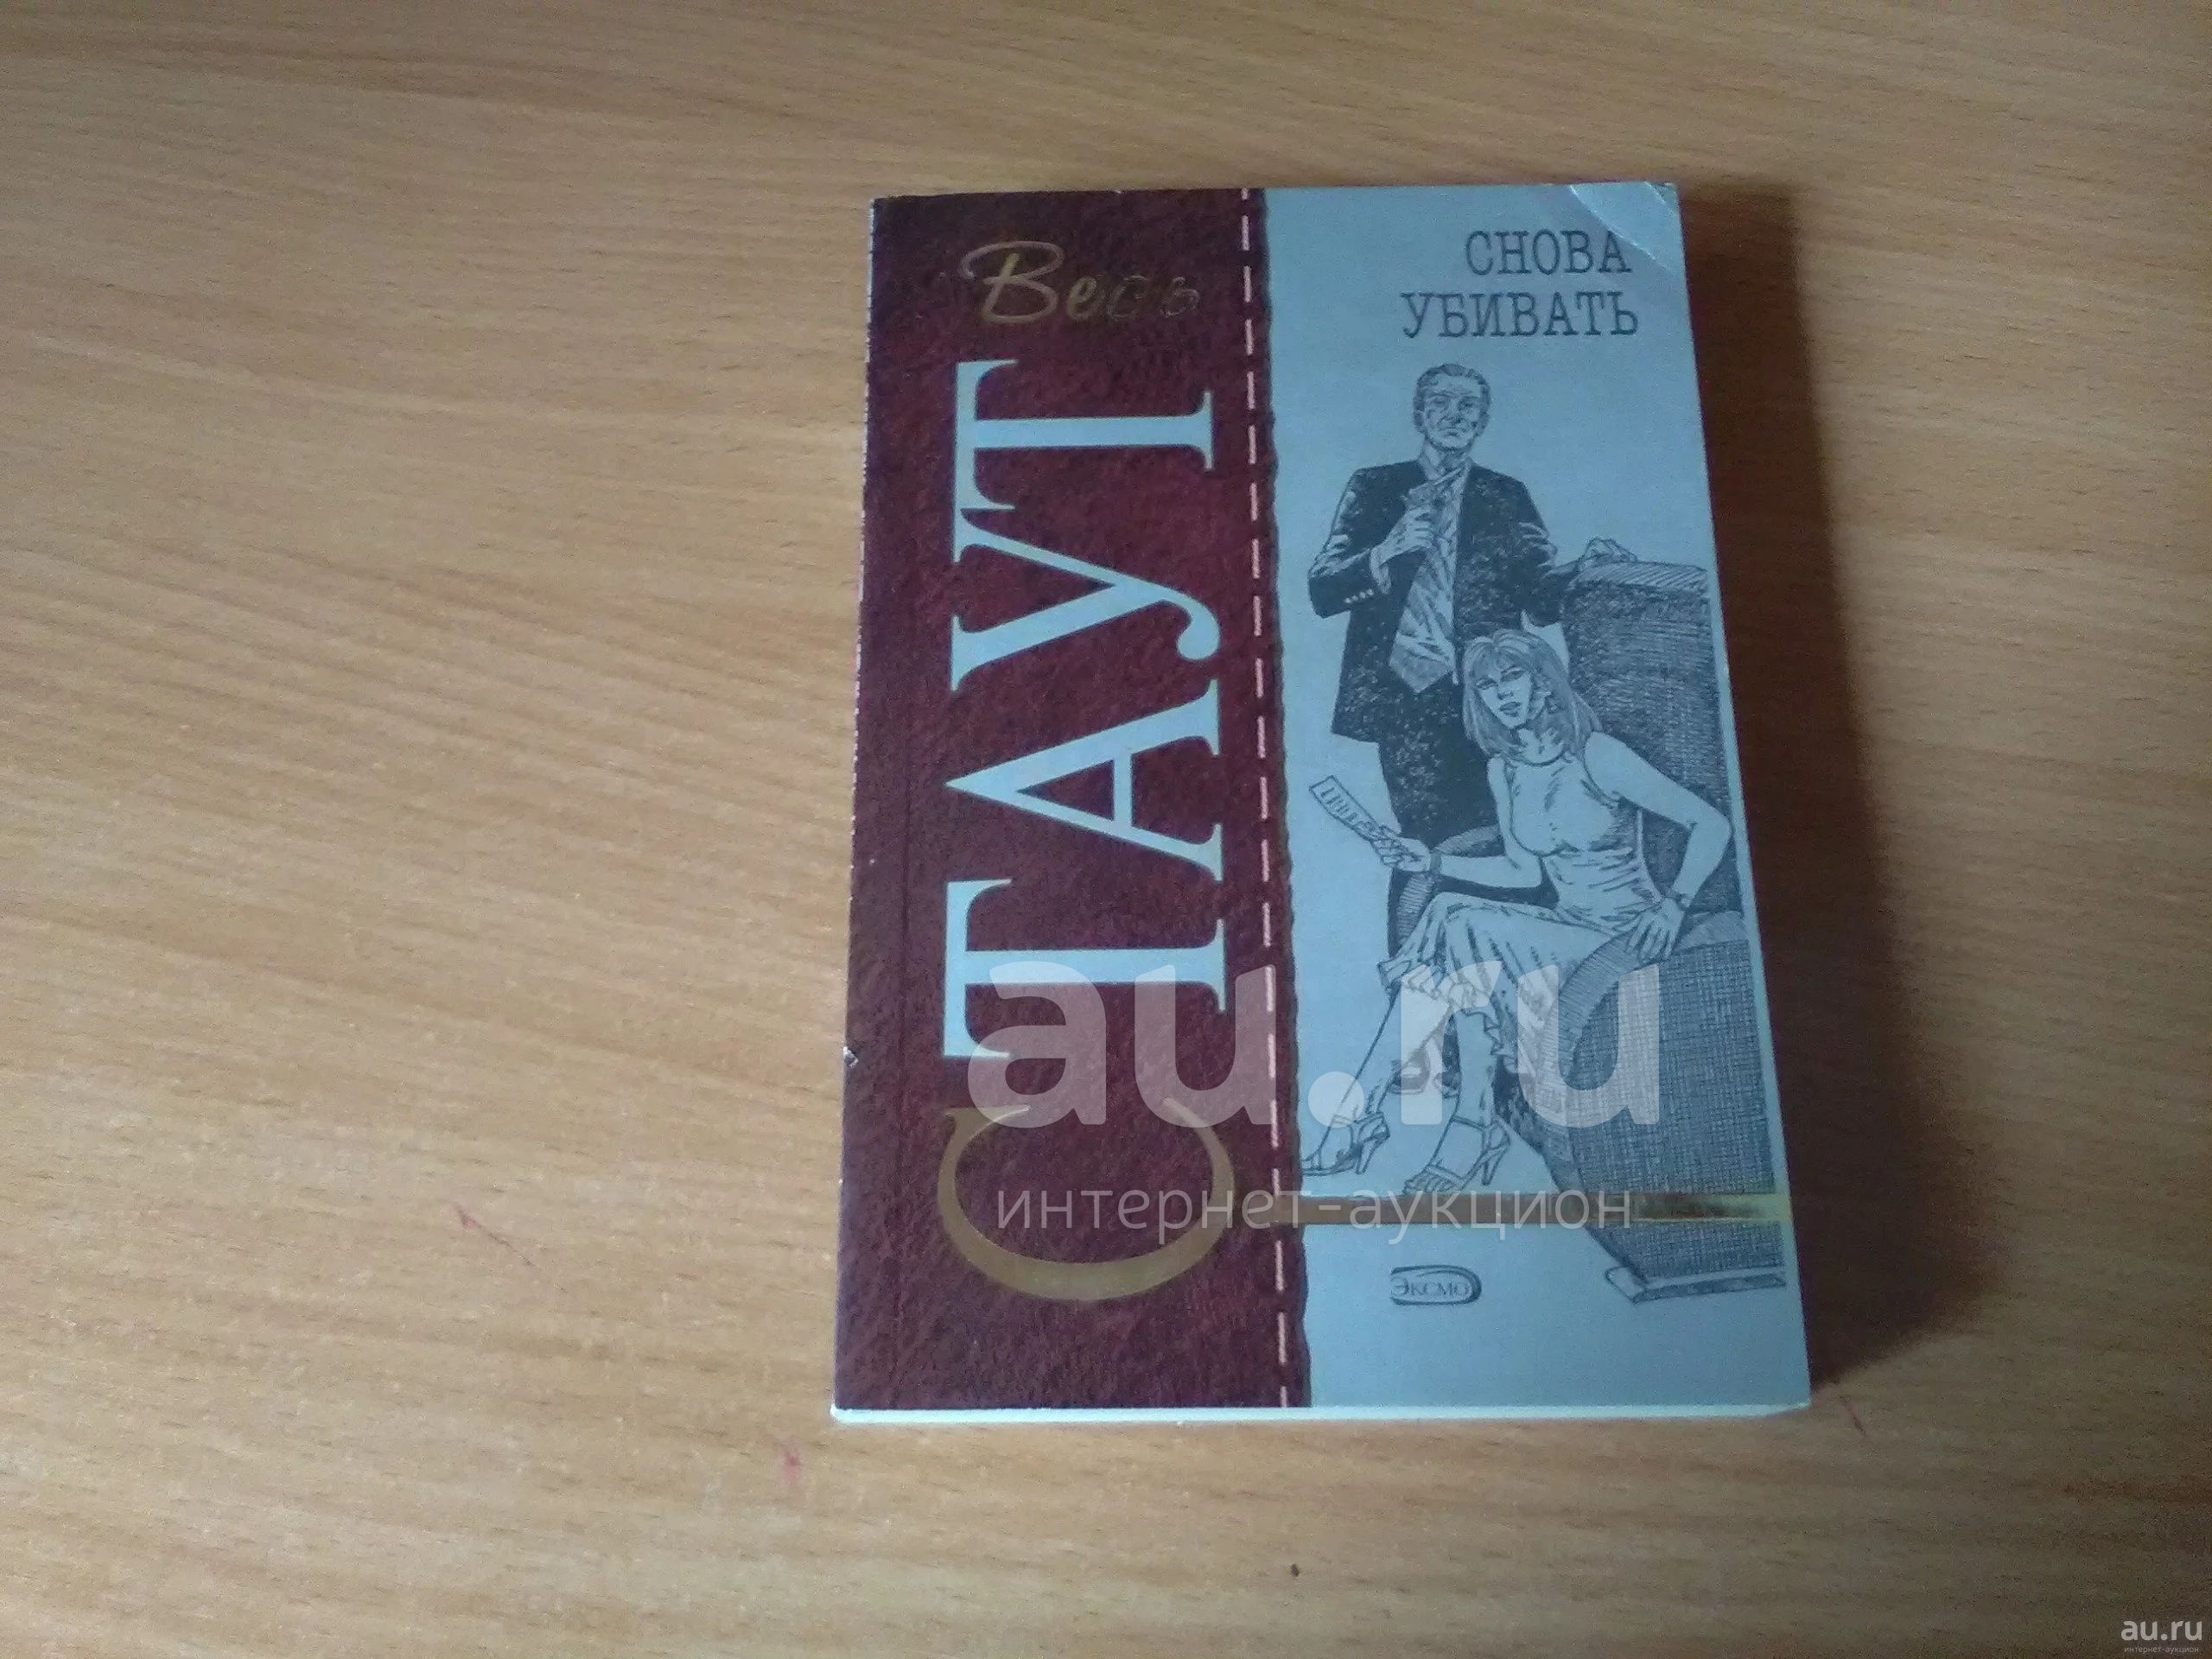 Весь
СТАУТ
СНОВА
УБИВАТЬ
ЭКСМО
au.ru
интернет-аукцион
au.ru
интернет-аукцион